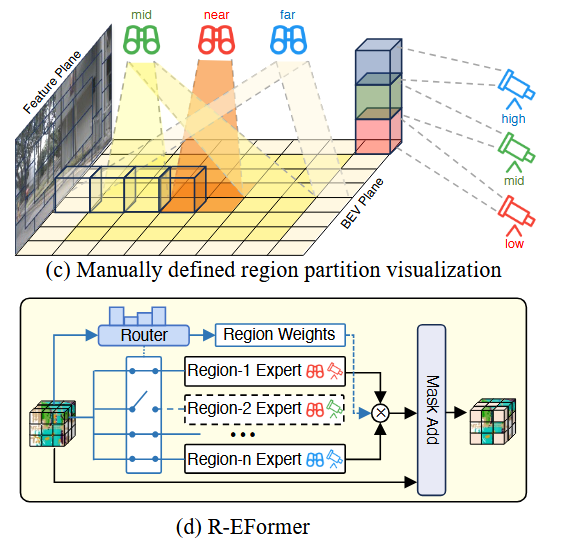 mid
near
far
Feature Plane
BEV Plane
high
mid
low
(c) Manually defined region partition visualization
Router
Region Weights
Region-1 Expert
Region-2 Expert
•••
Region-n Expert
Mask Add
(d) R-EFormer